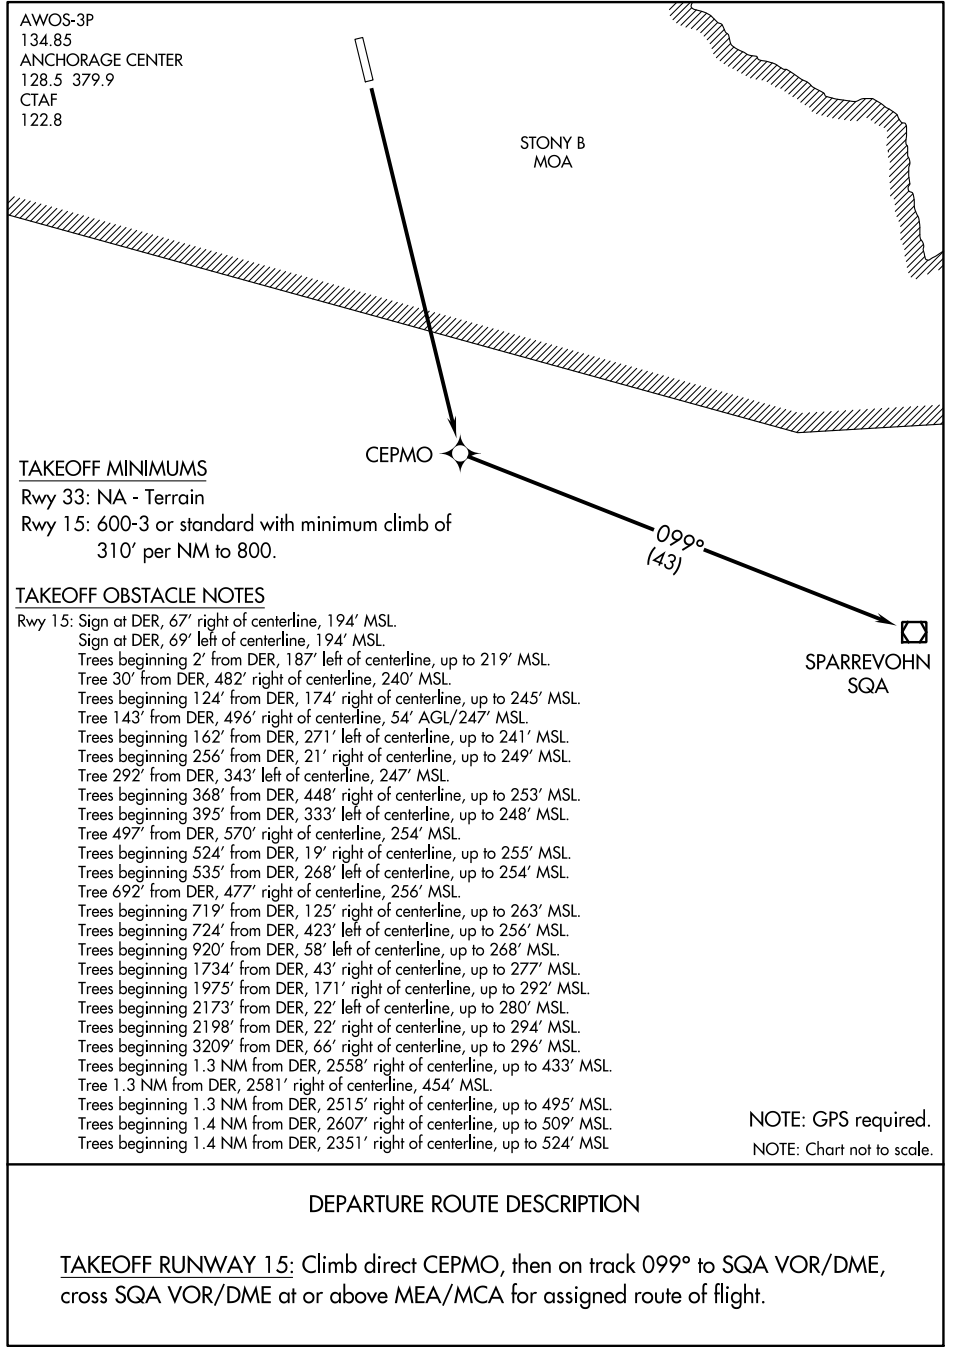 AWOS-3P
134.85
ANCHORAGE CENTER
128.5 379.9
CTAF
122.8
STONY B
MOA
CEPMO
099°
(43)
SPARREVOHN
SQA
TAKEOFF MINIMUMS
Rwy 33: NA - Terrain
Rwy 15: 600-3 or standard with minimum climb of
310′ per NM to 800.
TAKEOFF OBSTACLE NOTES
Rwy 15: Sign at DER, 67′ right of centerline, 194′ MSL.
Sign at DER, 69′ left of centerline, 194′ MSL.
Trees beginning 2′ from DER, 187′ left of centerline, up to 219′ MSL.
Tree 30′ from DER, 482′ right of centerline, 240′ MSL.
Trees beginning 124′ from DER, 174′ right of centerline, up to 245′ MSL.
Tree 143′ from DER, 496′ right of centerline, 54′ AGL/247′ MSL.
Trees beginning 162′ from DER, 271′ left of centerline, up to 241′ MSL.
Trees beginning 256′ from DER, 21′ right of centerline, up to 249′ MSL.
Tree 292′ from DER, 343′ left of centerline, 247′ MSL.
Trees beginning 368′ from DER, 448′ right of centerline, up to 253′ MSL.
Trees beginning 395′ from DER, 333′ left of centerline, up to 248′ MSL.
Tree 497′ from DER, 570′ right of centerline, 254′ MSL.
Trees beginning 524′ from DER, 19′ right of centerline, up to 255′ MSL.
Trees beginning 535′ from DER, 268′ left of centerline, up to 254′ MSL.
Tree 692′ from DER, 477′ right of centerline, 256′ MSL.
Trees beginning 719′ from DER, 125′ right of centerline, up to 263′ MSL.
Trees beginning 724′ from DER, 423′ left of centerline, up to 256′ MSL.
Trees beginning 920′ from DER, 58′ left of centerline, up to 268′ MSL.
Trees beginning 1734′ from DER, 43′ right of centerline, up to 277′ MSL.
Trees beginning 1975′ from DER, 171′ right of centerline, up to 292′ MSL.
Trees beginning 2173′ from DER, 22′ left of centerline, up to 280′ MSL.
Trees beginning 2198′ from DER, 22′ right of centerline, up to 294′ MSL.
Trees beginning 3209′ from DER, 66′ right of centerline, up to 296′ MSL.
Trees beginning 1.3 NM from DER, 2558′ right of centerline, up to 433′ MSL.
Tree 1.3 NM from DER, 2581′ right of centerline, 454′ MSL.
Trees beginning 1.3 NM from DER, 2515′ right of centerline, up to 495′ MSL.
Trees beginning 1.4 NM from DER, 2607′ right of centerline, up to 509′ MSL.
Trees beginning 1.4 NM from DER, 2351′ right of centerline, up to 524′ MSL
NOTE: GPS required.
NOTE: Chart not to scale.
DEPARTURE ROUTE DESCRIPTION
TAKEOFF RUNWAY 15: Climb direct CEPMO, then on track 099° to SQA VOR/DME,
cross SQA VOR/DME at or above MEA/MCA for assigned route of flight.